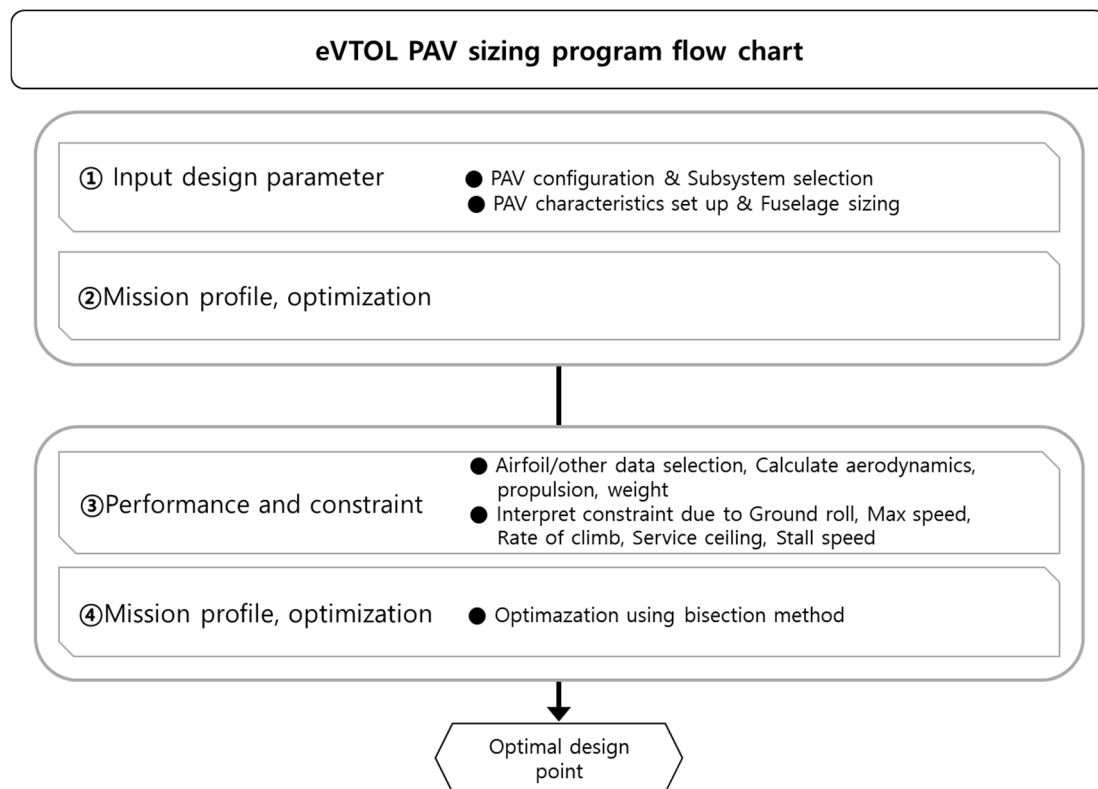 eVTOL PAV sizing program flow chart
① Input design parameter
● PAV configuration & Subsystem selection
● PAV characteristics set up & Fuselage sizing
②Mission profile, optimization
③Performance and constraint
● Airfoil/other data selection, Calculate aerodynamics,
propulsion, weight
● Interpret constraint due to Ground roll, Max speed,
Rate of climb, Service ceiling, Stall speed
④Mission profile, optimization
● Optimazation using bisection method
Optimal design
point